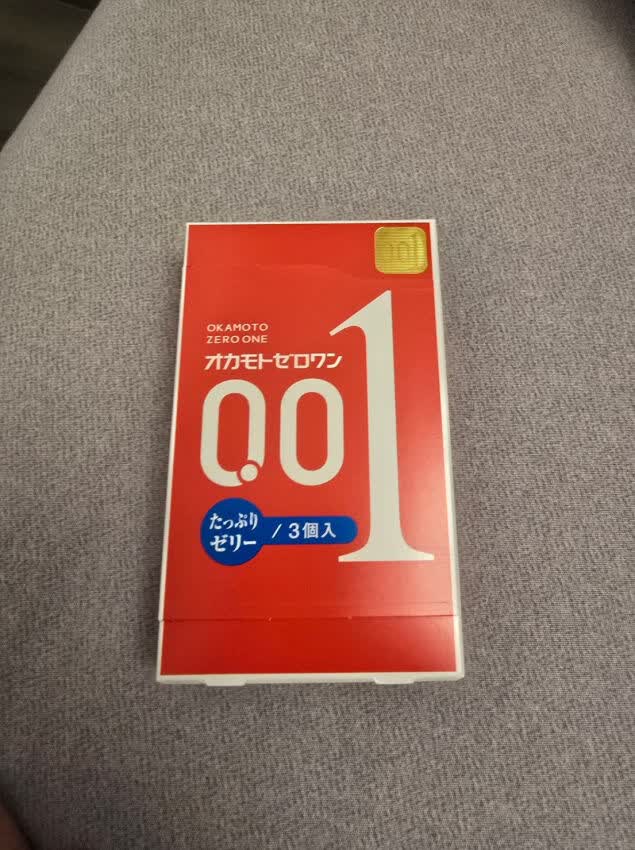 001
OKAMOTO
ZERO ONE
オカモトゼロワン
0.01
たっぷり
ゼリー / 3個入